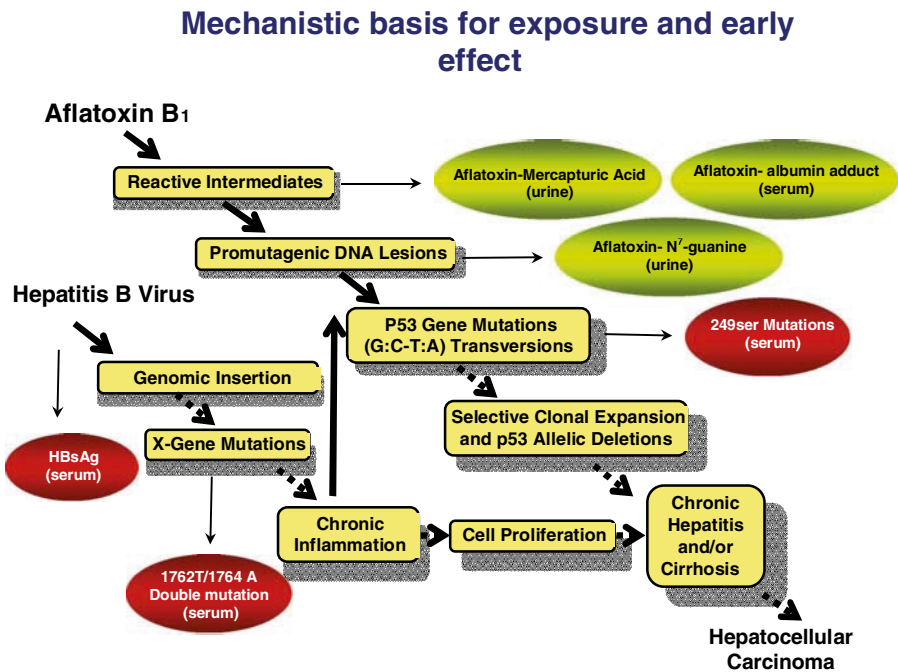 Mechanistic basis for exposure and early
effect
Aflatoxin B1
Reactive Intermediates
Aflatoxin-Mercapturic Acid
(urine)
Aflatoxin- albumin adduct
(serum)
Promutagenic DNA Lesions
Aflatoxin- N7-guanine
(urine)
Hepatitis B Virus
P53 Gene Mutations
(G:C-T:A) Transversions
249ser Mutations
(serum)
Genomic Insertion
Selective Clonal Expansion
and p53 Allelic Deletions
X-Gene Mutations
HBsAg
(serum)
Chronic
Inflammation
Cell Proliferation
Chronic
Hepatitis
and/or
Cirrhosis
1762T/1764 A
Double mutation
(serum)
Hepatocellular
Carcinoma